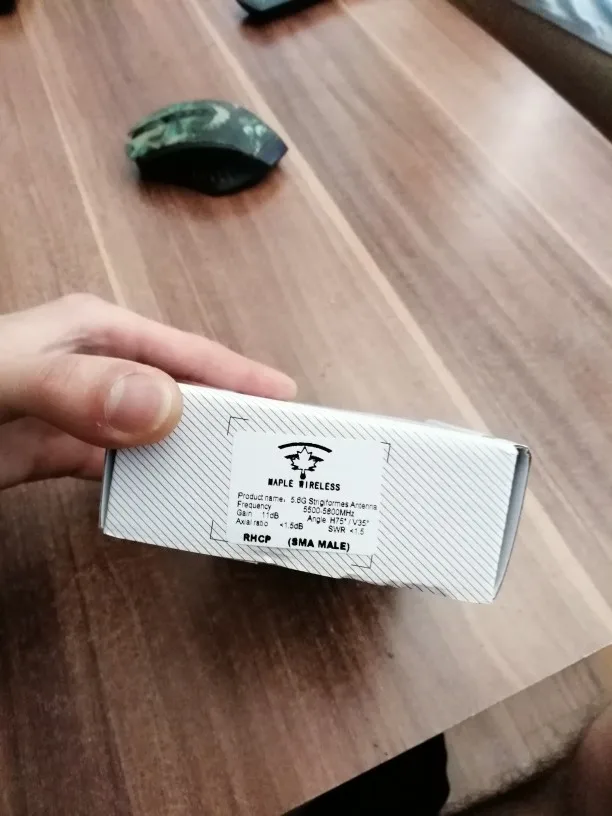 MAPLE WIRELESS
Product name: 5.8G Strigiformes Antenna
Frequency 5500-5800MHz
Gain 11dB Angle H75°/V35°
Axial ratio <1.5dB SWR <1.5
RHCP (SMA MALE)